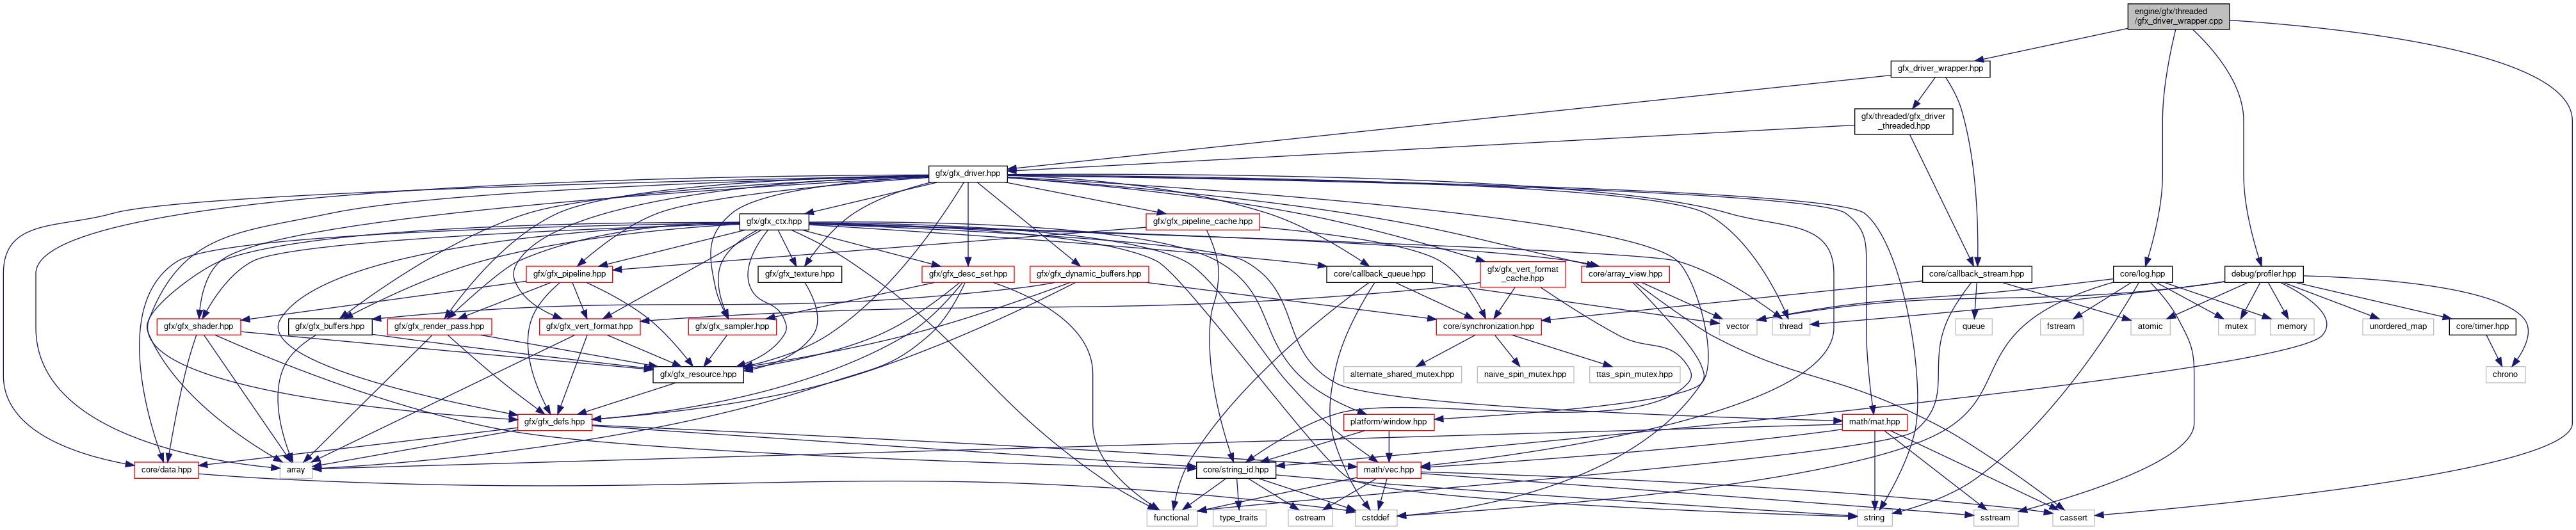 engine/gfx/threaded
/gfx_driver_wrapper.cpp
gfx_driver_wrapper.hpp
gfx/threaded/gfx_driver
_threaded.hpp
gfx/gfx_driver.hpp
gfx/gfx_ctx.hpp
gfx/gfx_pipeline_cache.hpp
gfx/gfx_pipeline.hpp
gfx/gfx_texture.hpp
gfx/gfx_desc_set.hpp
gfx/gfx_dynamic_buffers.hpp
core/callback_queue.hpp
gfx/gfx_vert_format
_cache.hpp
core/array_view.hpp
core/callback_stream.hpp
core/log.hpp
debug/profiler.hpp
gfx/gfx_shader.hpp
gfx/gfx_buffers.hpp
gfx/gfx_render_pass.hpp
gfx/gfx_vert_format.hpp
gfx/gfx_sampler.hpp
core/synchronization.hpp
vector
thread
queue
fstream
atomic
mutex
memory
unordered_map
core/timer.hpp
gfx/gfx_resource.hpp
alternate_shared_mutex.hpp
naive_spin_mutex.hpp
ttas_spin_mutex.hpp
chrono
gfx/gfx_defs.hpp
platform/window.hpp
math/mat.hpp
core/data.hpp
array
core/string_id.hpp
math/vec.hpp
functional
type_traits
ostream
cstddef
string
sstream
cassert